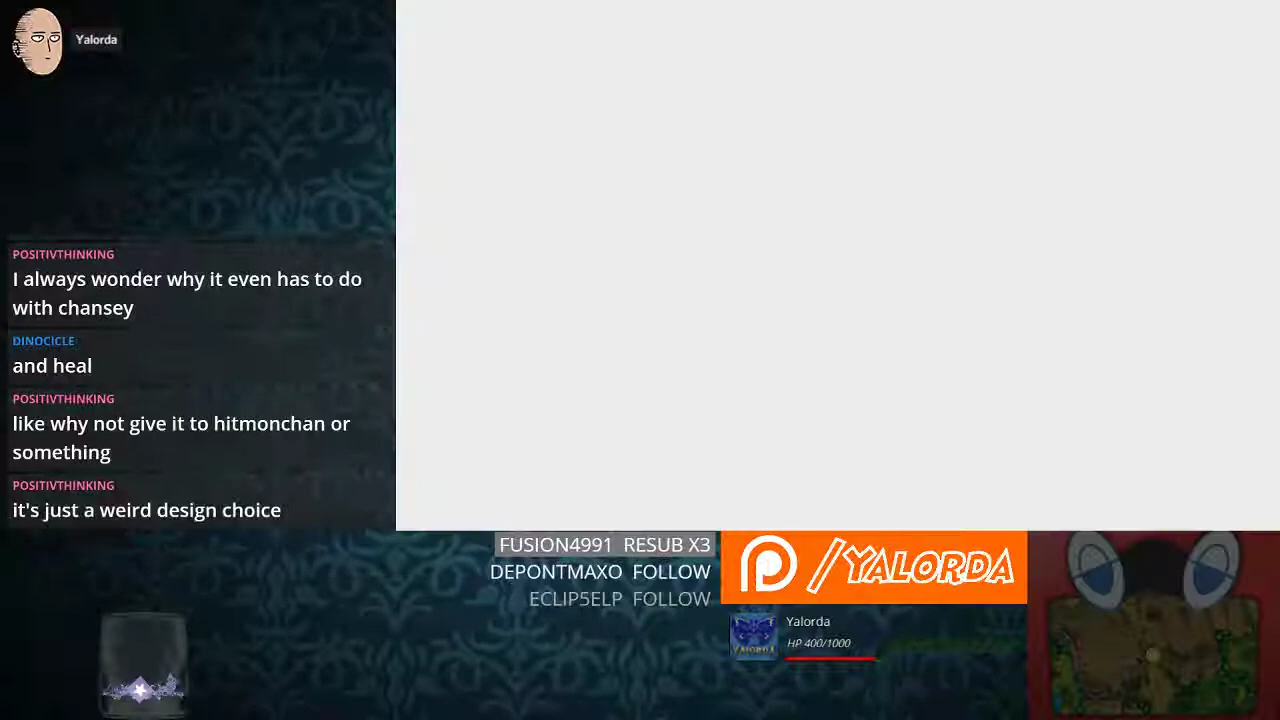 Yalorda
POSITIVTHINKING
I always wonder why it even has to do
with chansey
DINOCICLE
and heal
POSITIVTHINKING
like why not give it to hitmonchan or
something
POSITIVTHINKING
it's just a weird design choice
FUSION4991 RESUB X3
DEPONTMAXO FOLLOW
ECLIP5ELP FOLLOW
/YALORDA
YALORDA
Yalorda
HP 400/1000